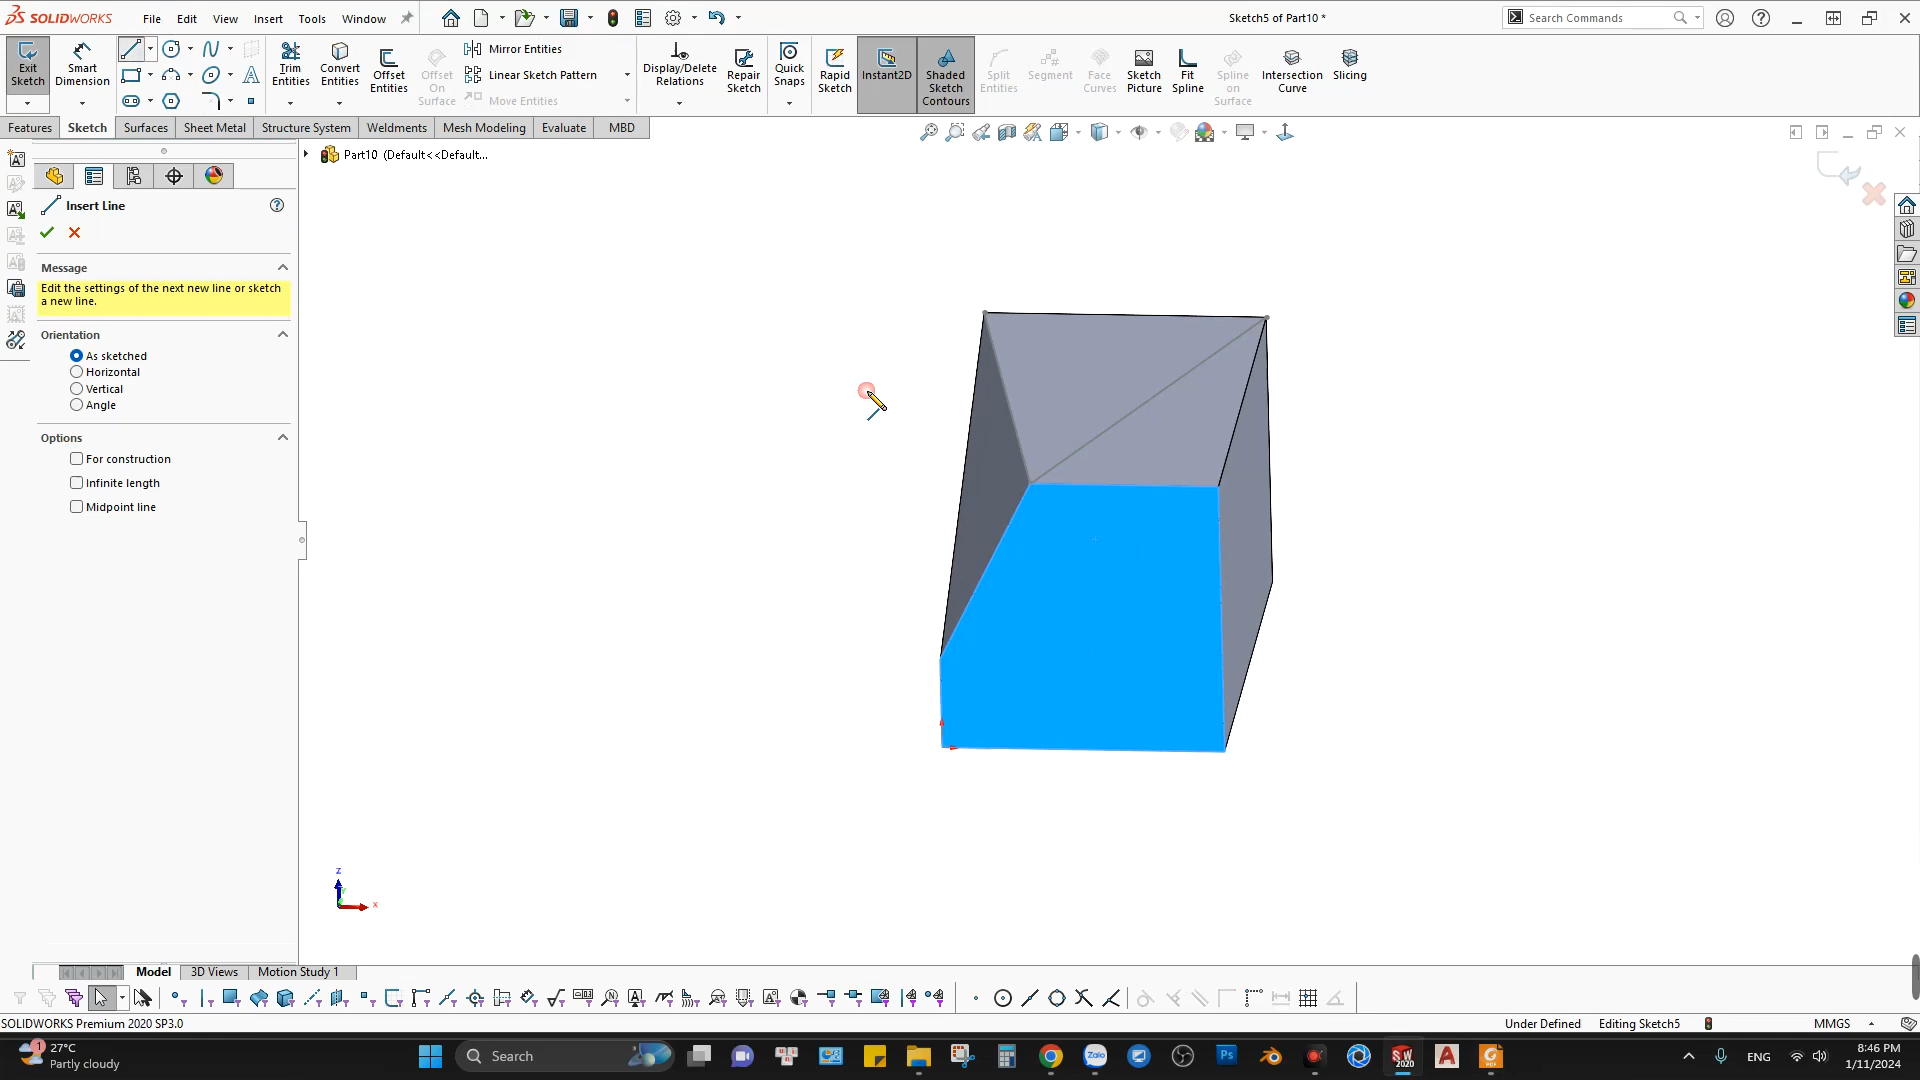 SOLIDWORKS File Edit View Insert Tools Window Sketch5 of Part10 * Search Commands
Exit Sketch
Smart Dimension
Trim Entities
Convert Entities
Offset Entities
Offset On Surface
Mirror Entities
Linear Sketch Pattern
Move Entities
Display/Delete Relations
Repair Sketch
Quick Snaps
Rapid Sketch
Instant2D
Shaded Sketch Contours
Split Entities
Segment
Face Curves
Sketch Picture
Fit Spline
Spline on Surface
Intersection Curve
Slicing
Features Sketch Surfaces Sheet Metal Structure System Weldments Mesh Modeling Evaluate MBD
Part10 (Default<<Default...
Insert Line
Message
Edit the settings of the next new line or sketch
a new line.
Orientation
As sketched
Horizontal
Vertical
Angle
Options
For construction
Infinite length
Midpoint line
Z
X
Model 3D Views Motion Study 1
SOLIDWORKS Premium 2020 SP3.0 Under Defined Editing Sketch5 MMGS
27°C
Partly cloudy
Search
ENG
8:46 PM
1/11/2024